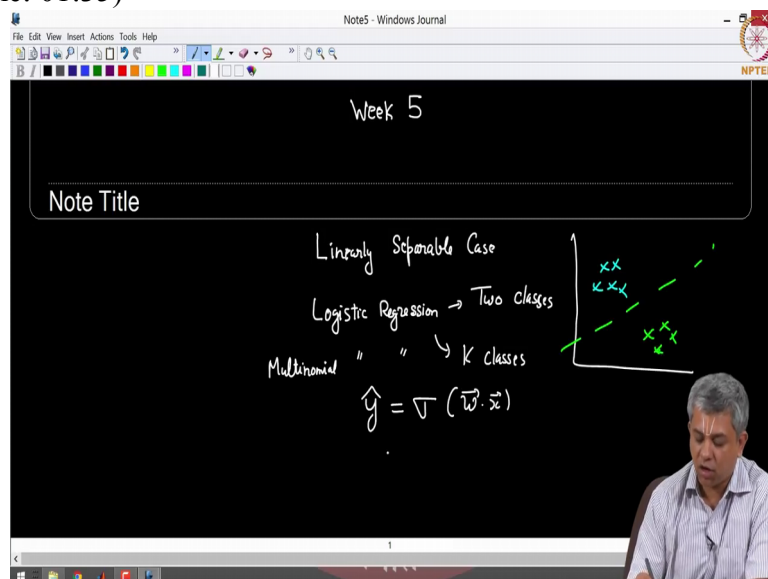 Note5 - Windows Journal
File Edit View Insert Actions Tools Help
B I
NPTE
Week 5
Note Title
Linearly Separable Case
Logistic Regression → Two classes
Multinomial " " ↘ K classes
ŷ = σ (w⃗·x⃗)
1